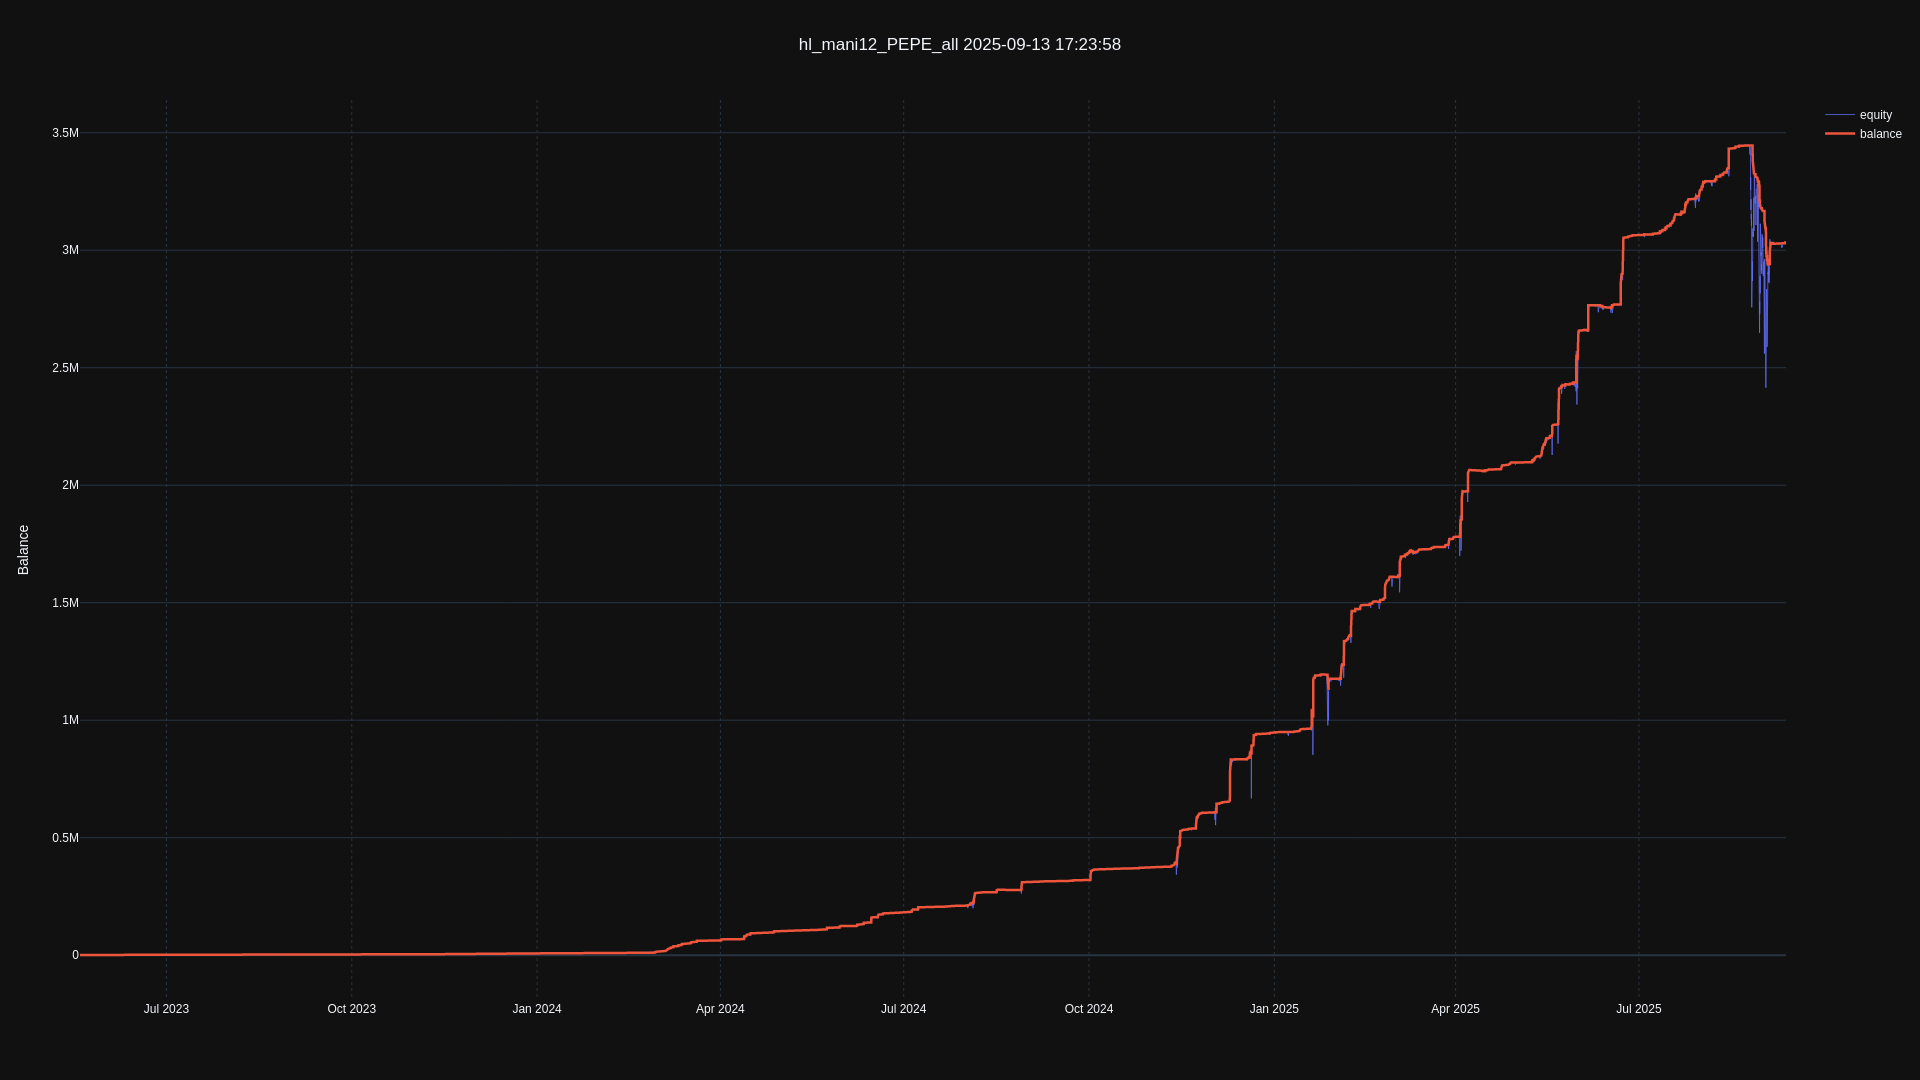 hl_mani12_PEPE_all 2025-09-13 17:23:58
equity
balance
3.5M
3M
2.5M
2M
1.5M
1M
0.5M
0
Balance
Jul 2023
Oct 2023
Jan 2024
Apr 2024
Jul 2024
Oct 2024
Jan 2025
Apr 2025
Jul 2025